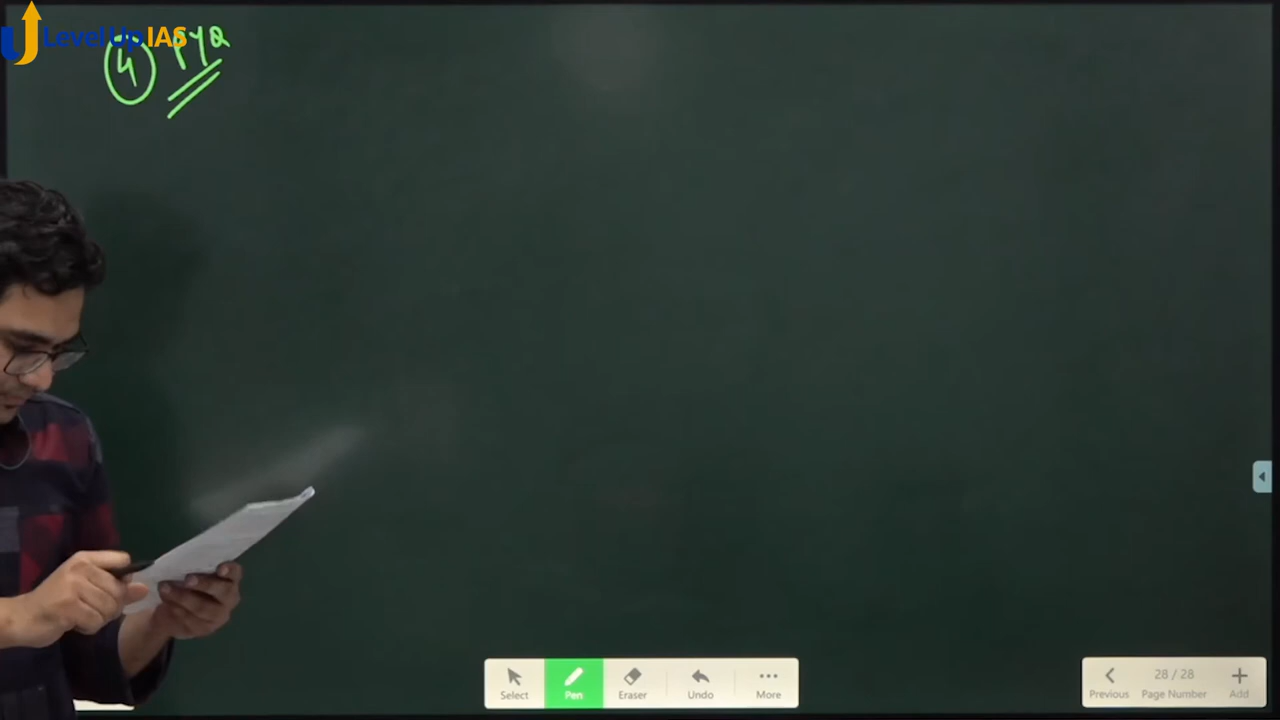 LevelUp IAS
④ PYQ
Select
Pen
Eraser
Undo
More
28 / 28
Previous
Page Number
Add